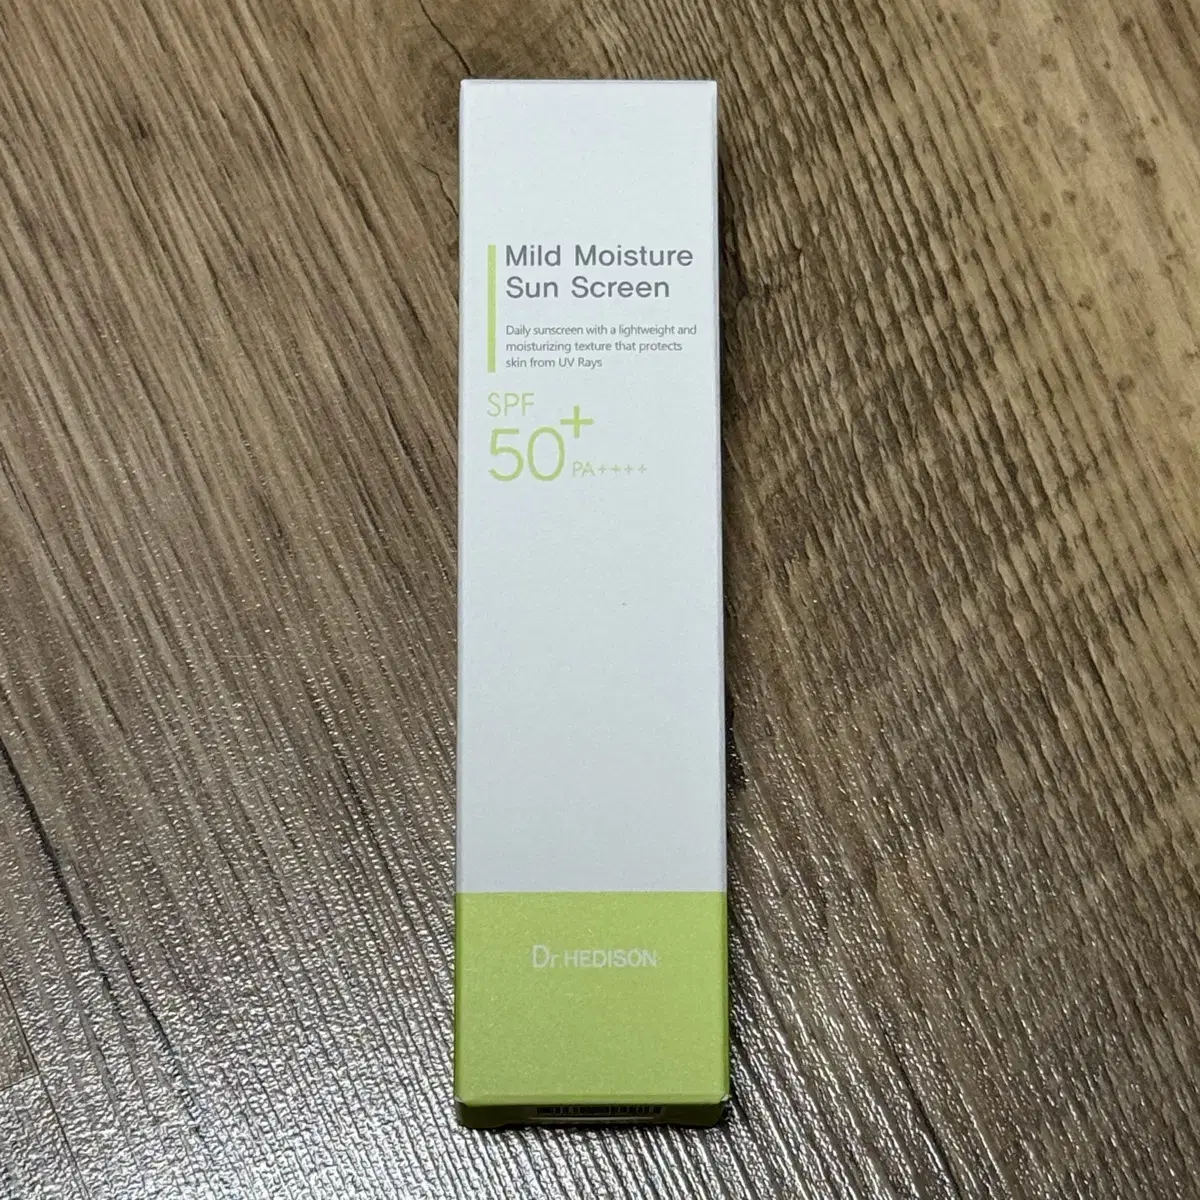 Mild Moisture
Sun Screen
Daily sunscreen with a lightweight and
moisturizing texture that protects
skin from UV Rays
SPF
50+ PA++++
Dr.HEDISON